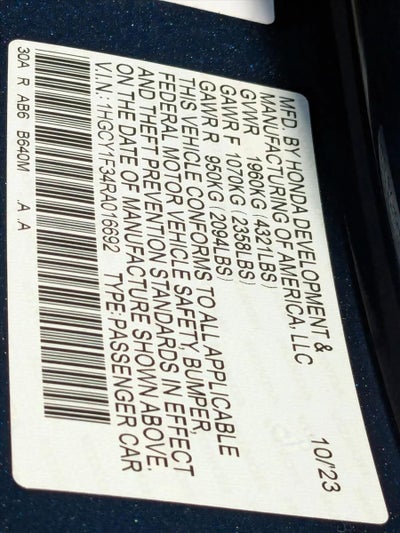 MFD. BY HONDA DEVELOPMENT &
MANUFACTURING OF AMERICA, LLC 10/'23
GVWR 1960KG (4321LBS)
GAWR F 1070KG (2358LBS)
GAWR R 950KG (2094LBS)
THIS VEHICLE CONFORMS TO ALL APPLICABLE
FEDERAL MOTOR VEHICLE SAFETY, BUMPER,
AND THEFT PREVENTION STANDARDS IN EFFECT
ON THE DATE OF MANUFACTURE SHOWN ABOVE.
V.I.N.: 1HGCY1F34RA016692 TYPE:PASSENGER CAR
30A R AB6 B640M A A